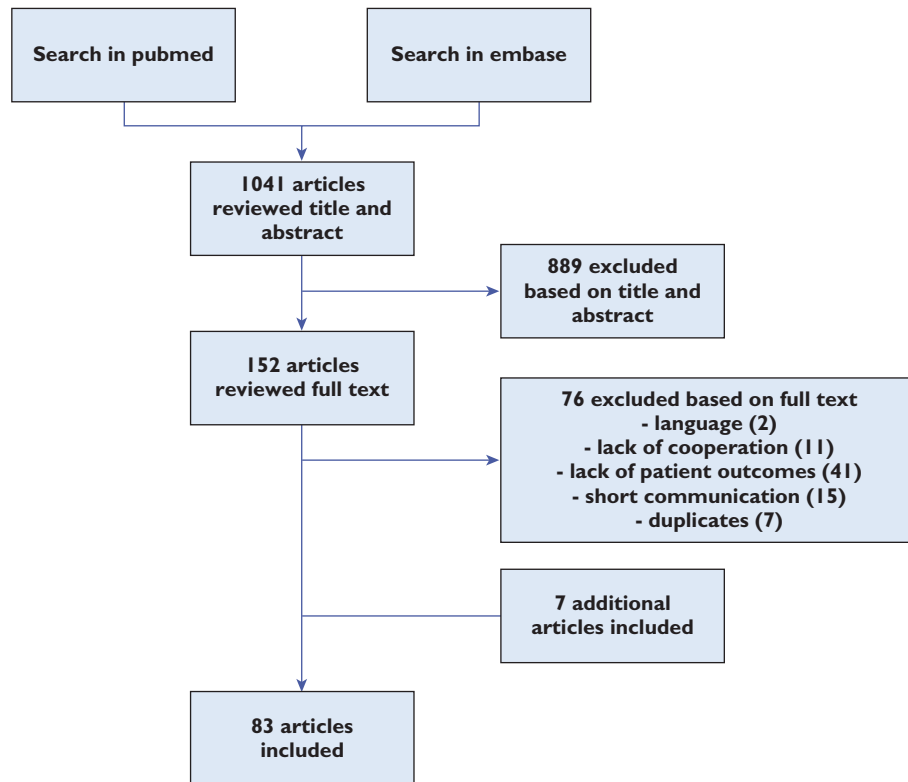 Search in pubmed
Search in embase
1041 articles
reviewed title and
abstract
889 excluded
based on title and
abstract
152 articles
reviewed full text
76 excluded based on full text
- language (2)
- lack of cooperation (11)
- lack of patient outcomes (41)
- short communication (15)
- duplicates (7)
7 additional
articles included
83 articles
included